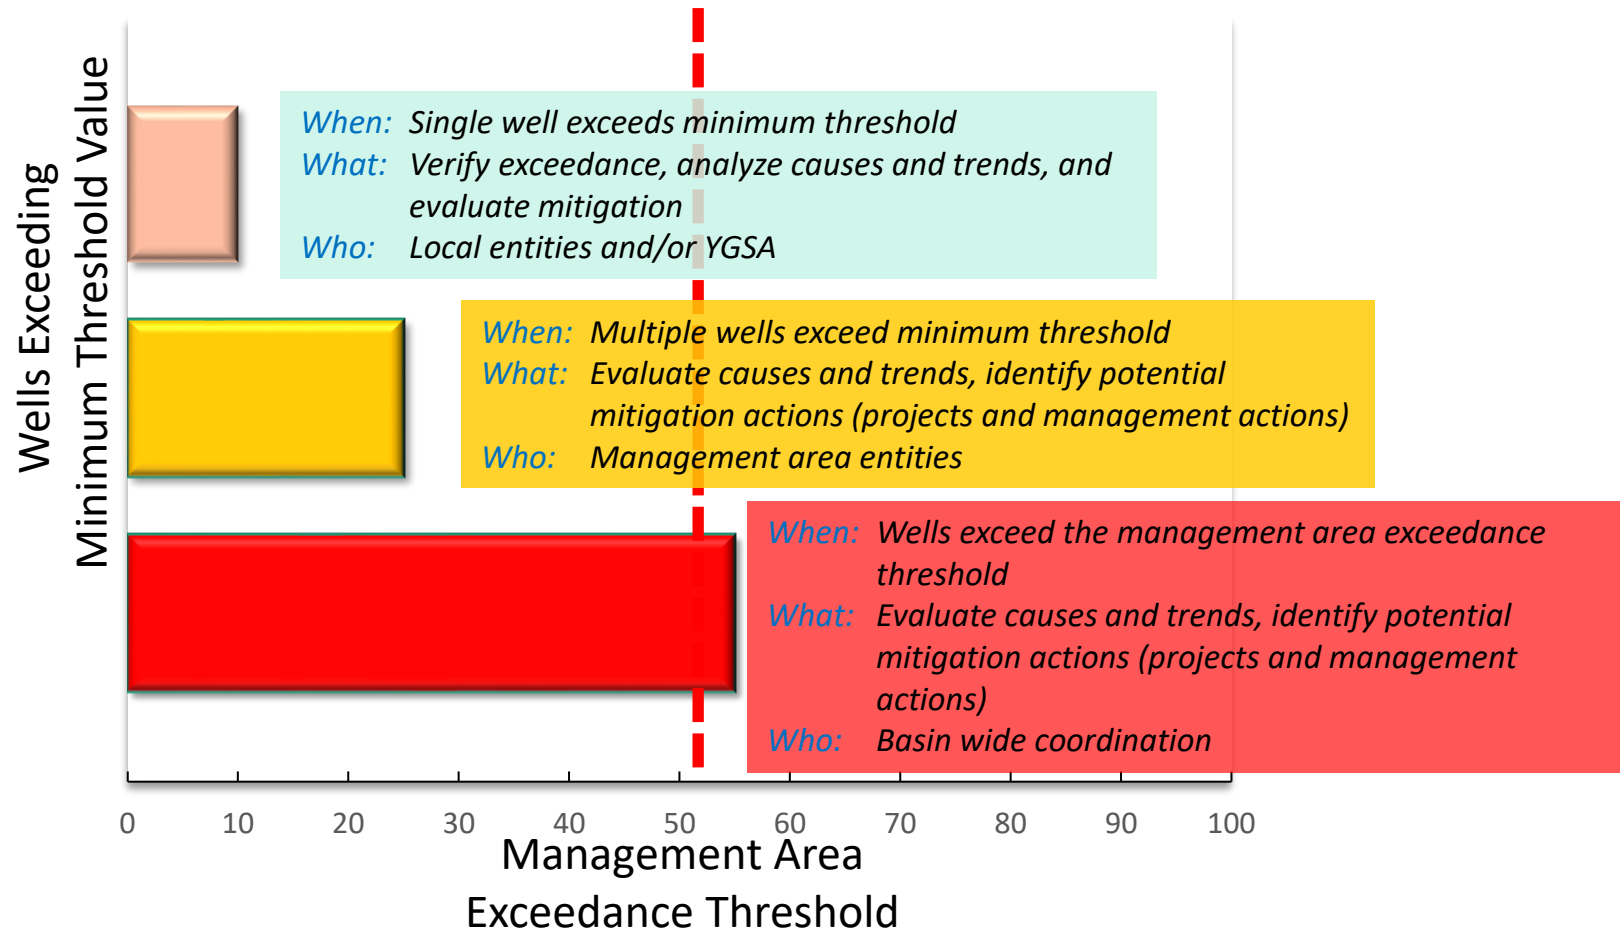 Wells Exceeding
Minimum Threshold Value
When: Single well exceeds minimum threshold
What: Verify exceedance, analyze causes and trends, and
evaluate mitigation
Who: Local entities and/or YGSA
When: Multiple wells exceed minimum threshold
What: Evaluate causes and trends, identify potential
mitigation actions (projects and management actions)
Who: Management area entities
When: Wells exceed the management area exceedance
threshold
What: Evaluate causes and trends, identify potential
mitigation actions (projects and management
actions)
Who: Basin wide coordination
0 10 20 30 40 50 60 70 80 90 100
Management Area
Exceedance Threshold